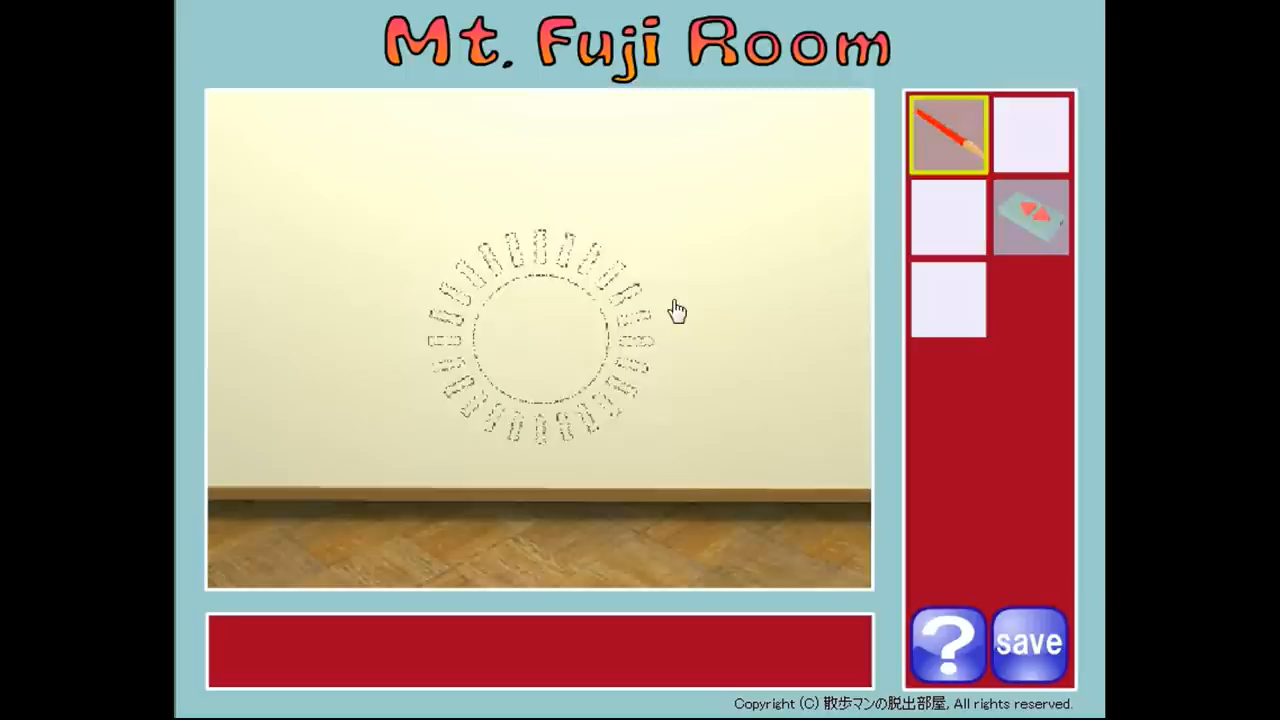 Mt. Fuji Room
?
save
Copyright (C) 散歩マンの脱出部屋, All rights reserved.